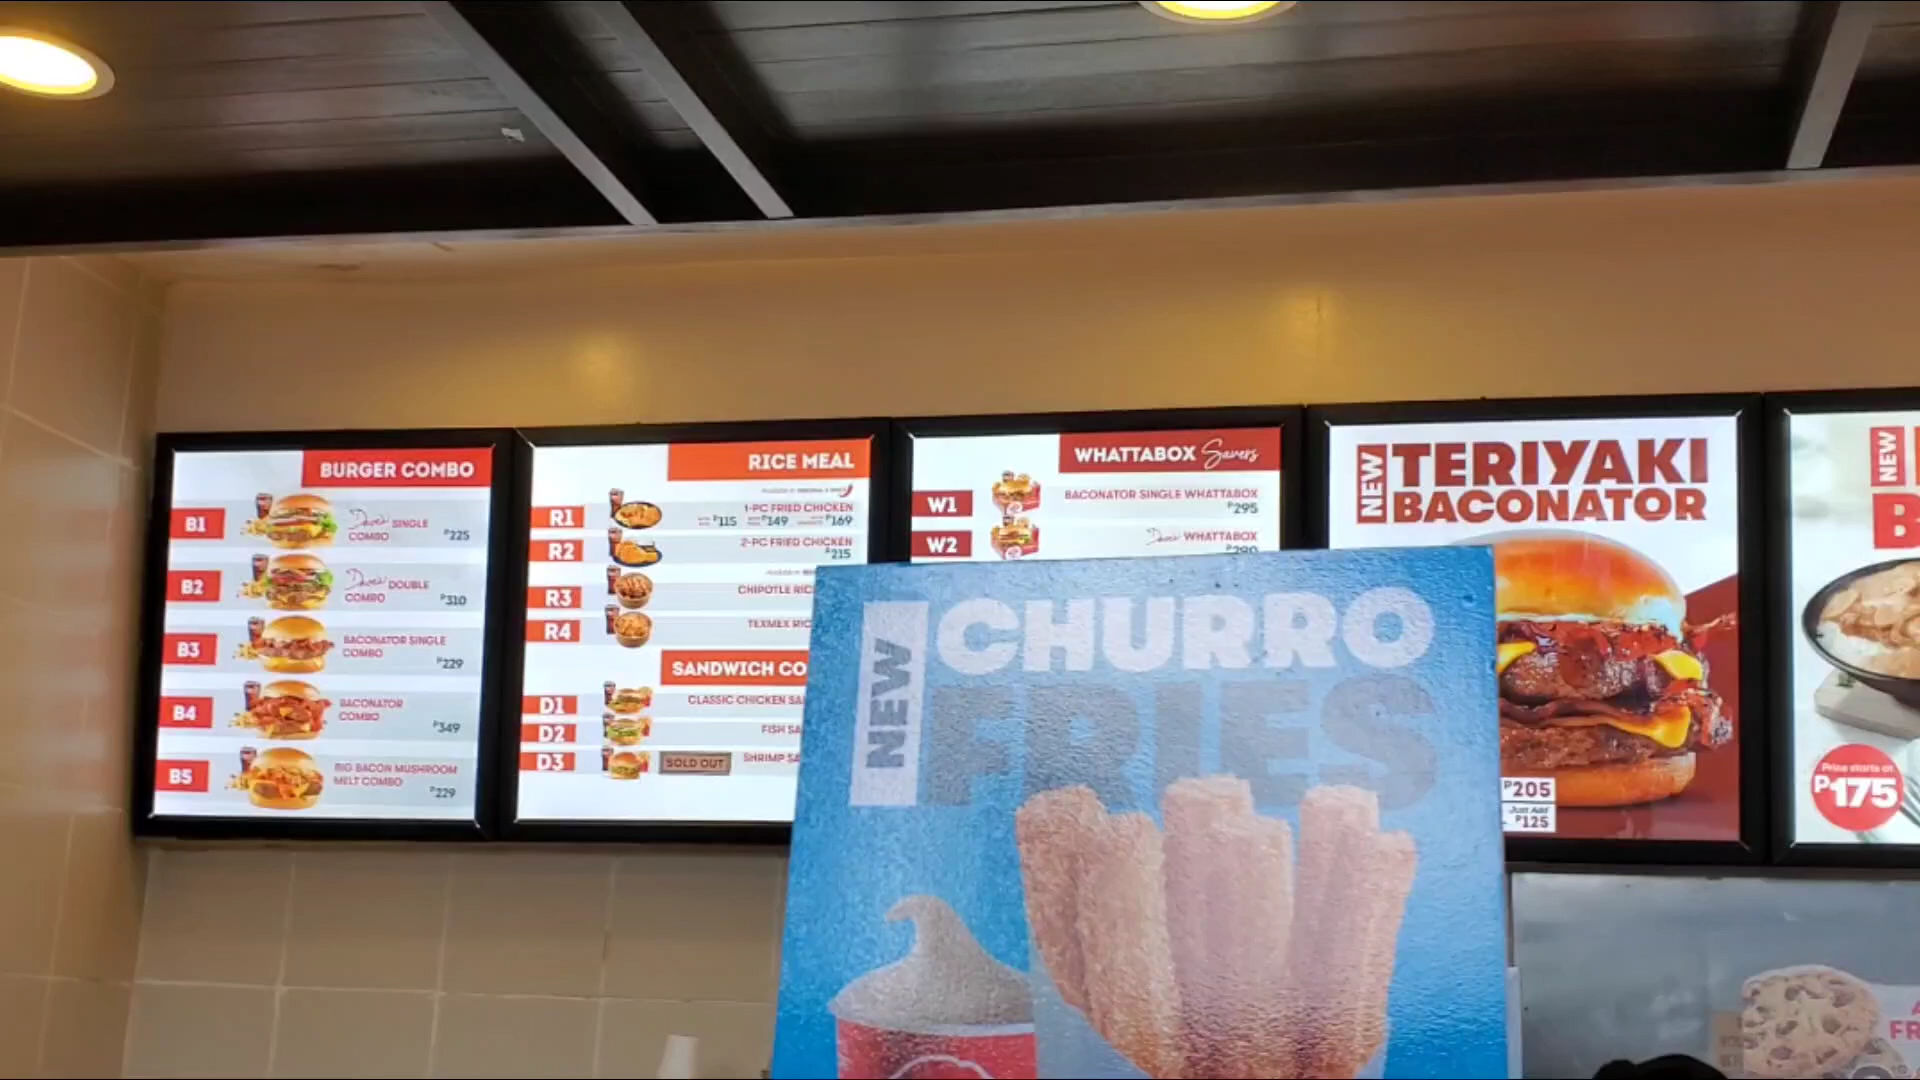 BURGER COMBO
B1
Dave's SINGLE
COMBO
₱225
B2
Dave's DOUBLE
COMBO
₱310
B3
BACONATOR SINGLE
COMBO
₱229
B4
BACONATOR
COMBO
₱349
B5
BIG BACON MUSHROOM
MELT COMBO
₱229
RICE MEAL
R1
1-PC FRIED CHICKEN
₱115 ₱149 ₱169
R2
2-PC FRIED CHICKEN
₱215
R3
CHIPOTLE RIC
R4
TEXMEX RIC
SANDWICH CO
D1
CLASSIC CHICKEN SA
D2
FISH SA
D3
SOLD OUT
SHRIMP SA
WHATTABOX Savers
W1
BACONATOR SINGLE WHATTABOX
₱295
W2
Dave's WHATTABOX
₱290
NEW
TERIYAKI
BACONATOR
₱205
JUST ADD
₱125
NEW
B
Price starts at
₱175
NEW
CHURRO
FRIES
FR